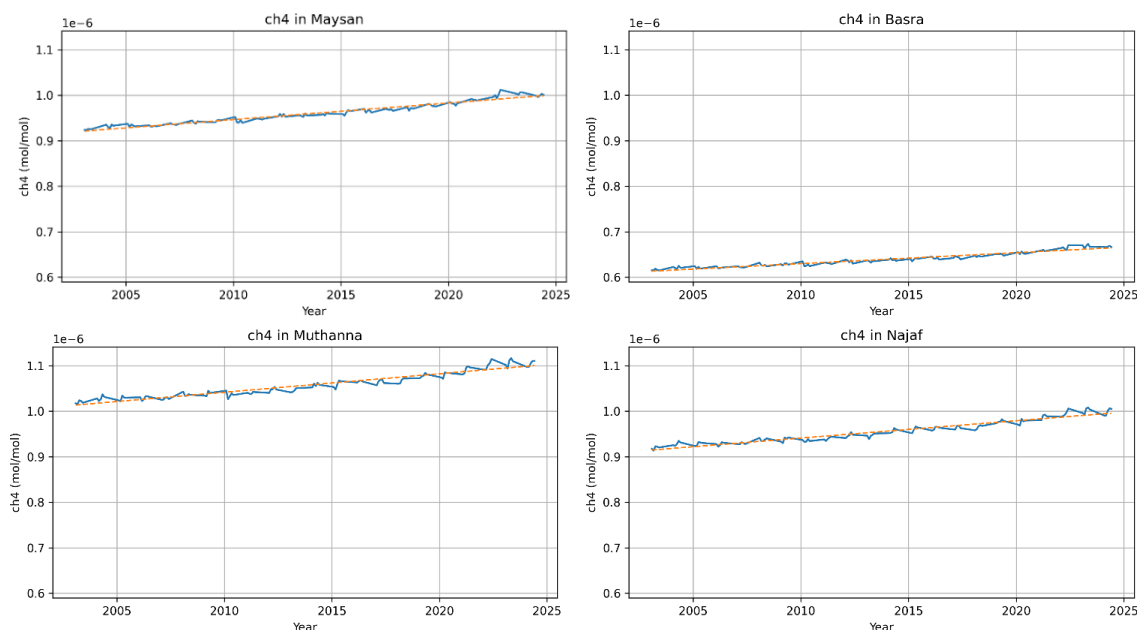 ch4 in Maysan
1e−6
1.1
1.0
0.9
0.8
0.7
0.6
ch4 (mol/mol)
2005
2010
2015
2020
2025
Year
ch4 in Basra
1e−6
1.1
1.0
0.9
0.8
0.7
0.6
ch4 (mol/mol)
2005
2010
2015
2020
2025
Year
ch4 in Muthanna
1e−6
1.1
1.0
0.9
0.8
0.7
0.6
ch4 (mol/mol)
2005
2010
2015
2020
2025
Year
ch4 in Najaf
1e−6
1.1
1.0
0.9
0.8
0.7
0.6
ch4 (mol/mol)
2005
2010
2015
2020
2025
Year